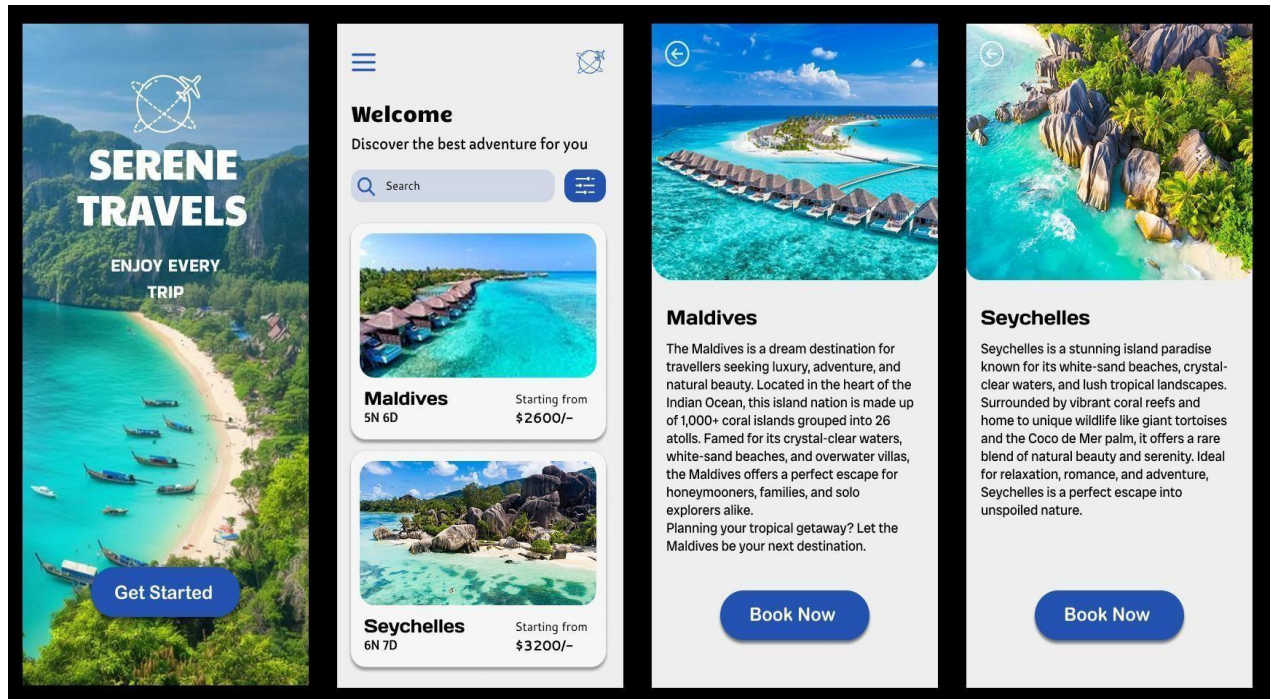 SERENE
TRAVELS
ENJOY EVERY
TRIP
Get Started
Welcome
Discover the best adventure for you
Search
Maldives
5N 6D
Starting from
$2600/-
Seychelles
6N 7D
Starting from
$3200/-
Maldives
The Maldives is a dream destination for
travellers seeking luxury, adventure, and
natural beauty. Located in the heart of the
Indian Ocean, this island nation is made up
of 1,000+ coral islands grouped into 26
atolls. Famed for its crystal-clear waters,
white-sand beaches, and overwater villas,
the Maldives offers a perfect escape for
honeymooners, families, and solo
explorers alike.
Planning your tropical getaway? Let the
Maldives be your next destination.
Book Now
Seychelles
Seychelles is a stunning island paradise
known for its white-sand beaches, crystal-
clear waters, and lush tropical landscapes.
Surrounded by vibrant coral reefs and
home to unique wildlife like giant tortoises
and the Coco de Mer palm, it offers a rare
blend of natural beauty and serenity. Ideal
for relaxation, romance, and adventure,
Seychelles is a perfect escape into
unspoiled nature.
Book Now